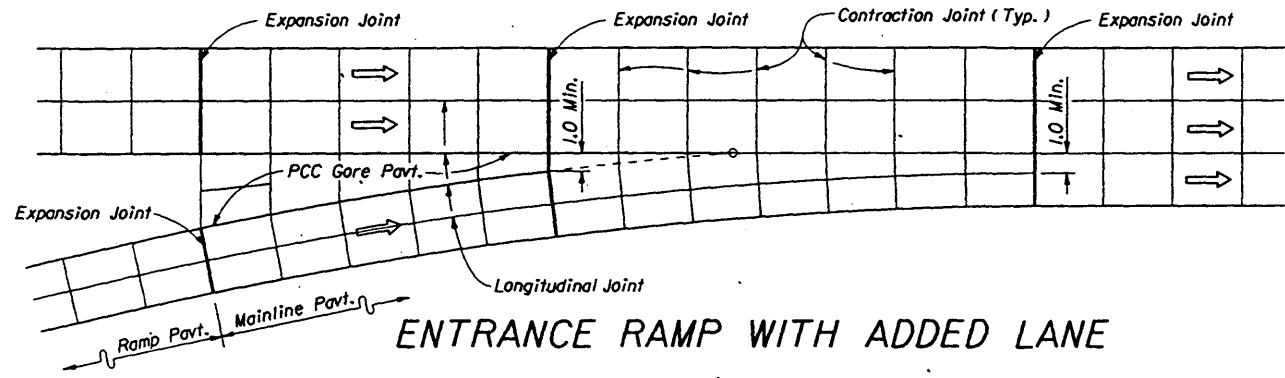 Expansion Joint
Expansion Joint
Contraction Joint (Typ.)
Expansion Joint
1.0 Min.
1.0 Min.
PCC Gore Pavt.
Expansion Joint
Longitudinal Joint
Mainline Pavt.
Ramp Pavt.
ENTRANCE RAMP WITH ADDED LANE